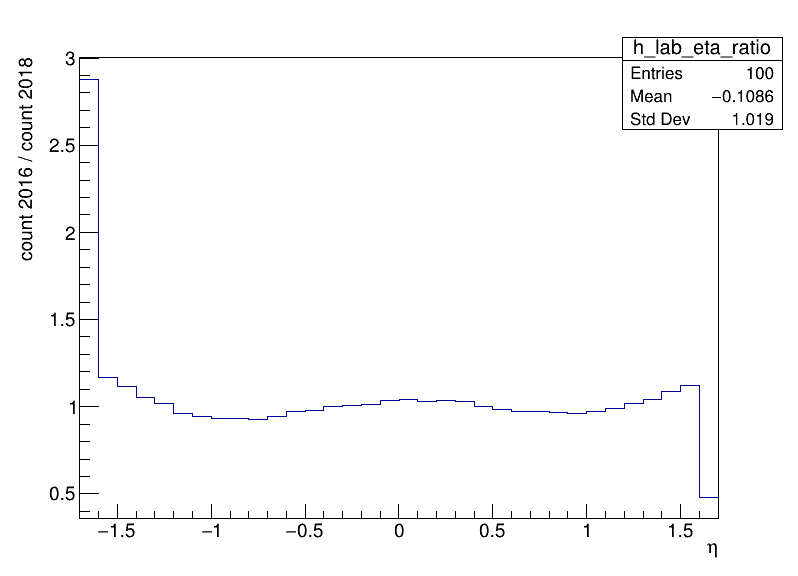 h_lab_eta_ratio
Entries 100
Mean −0.1086
Std Dev 1.019
count 2016 / count 2018
3
2.5
2
1.5
1
0.5
−1.5 −1 −0.5 0 0.5 1 1.5
η